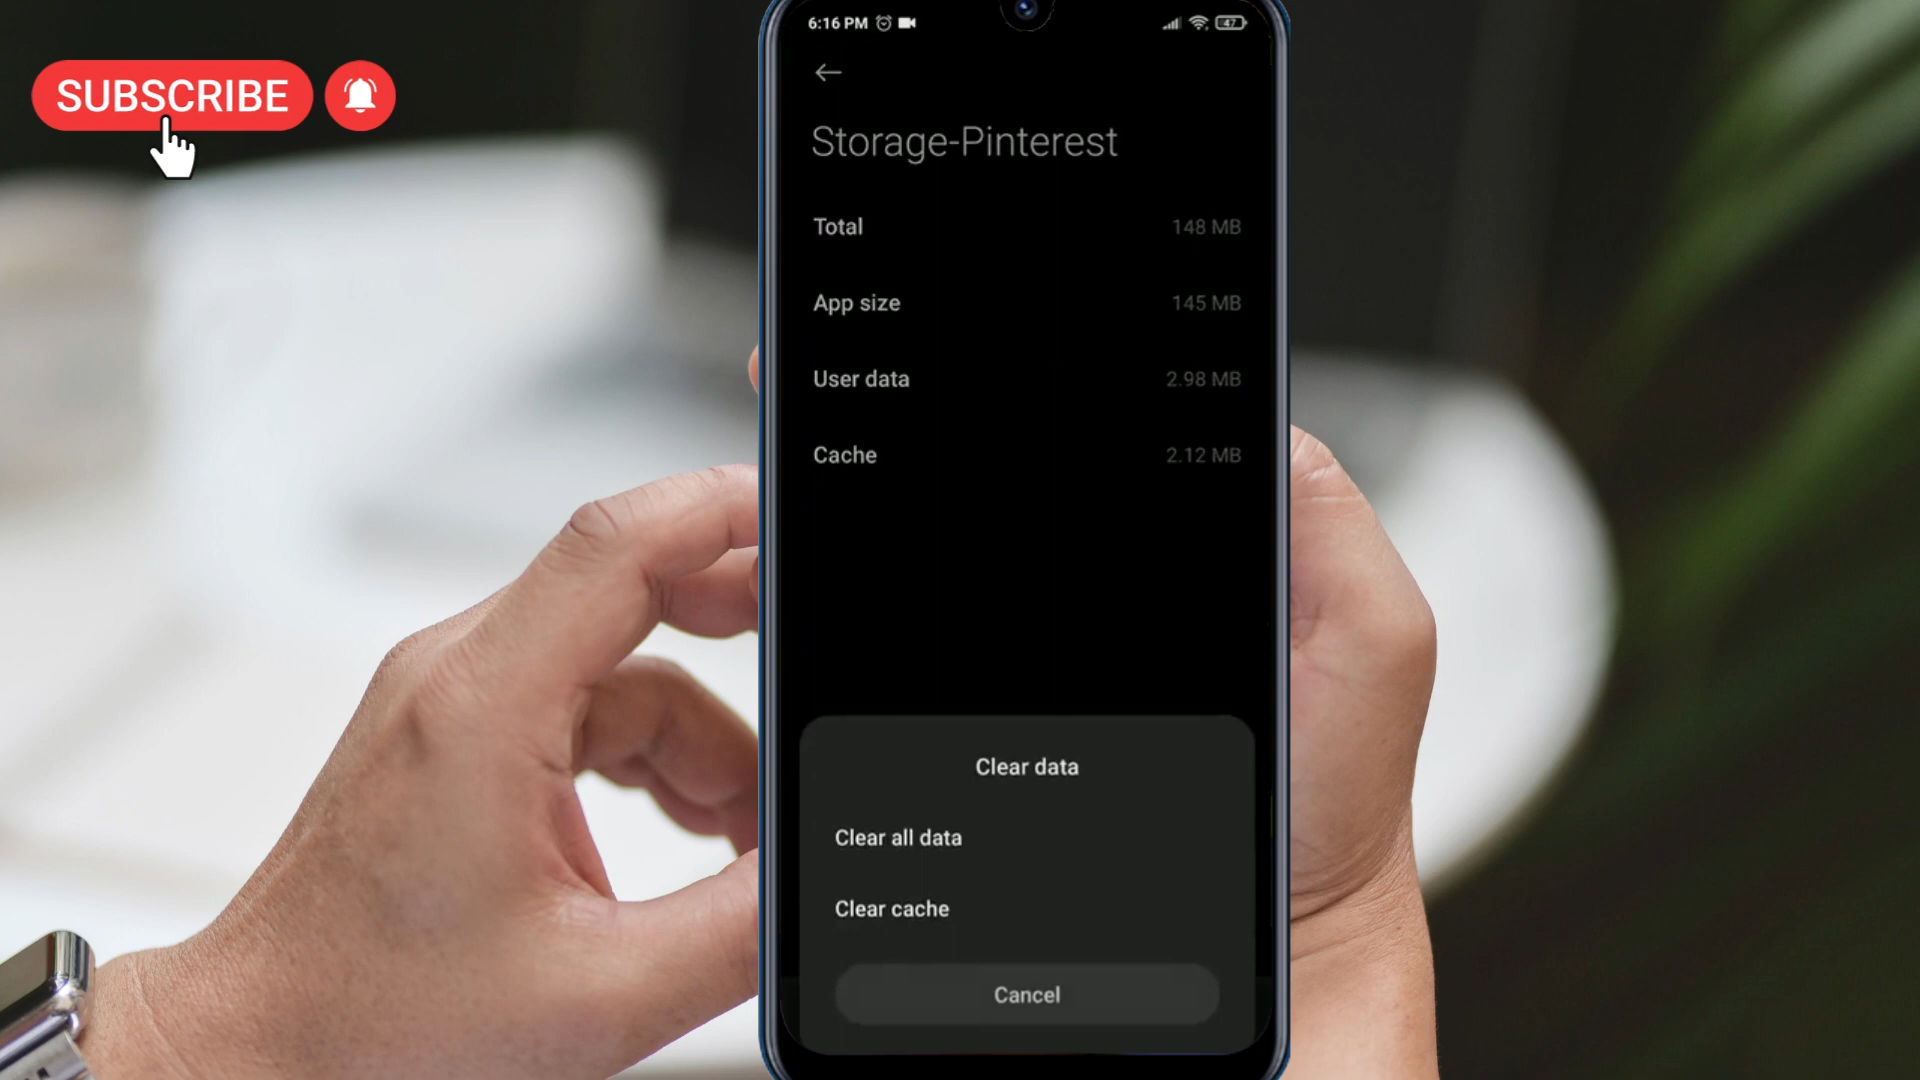 SUBSCRIBE
6:16 PM
47
Storage-Pinterest
Total 148 MB
App size 145 MB
User data 2.98 MB
Cache 2.12 MB
Clear data
Clear all data
Clear cache
Cancel